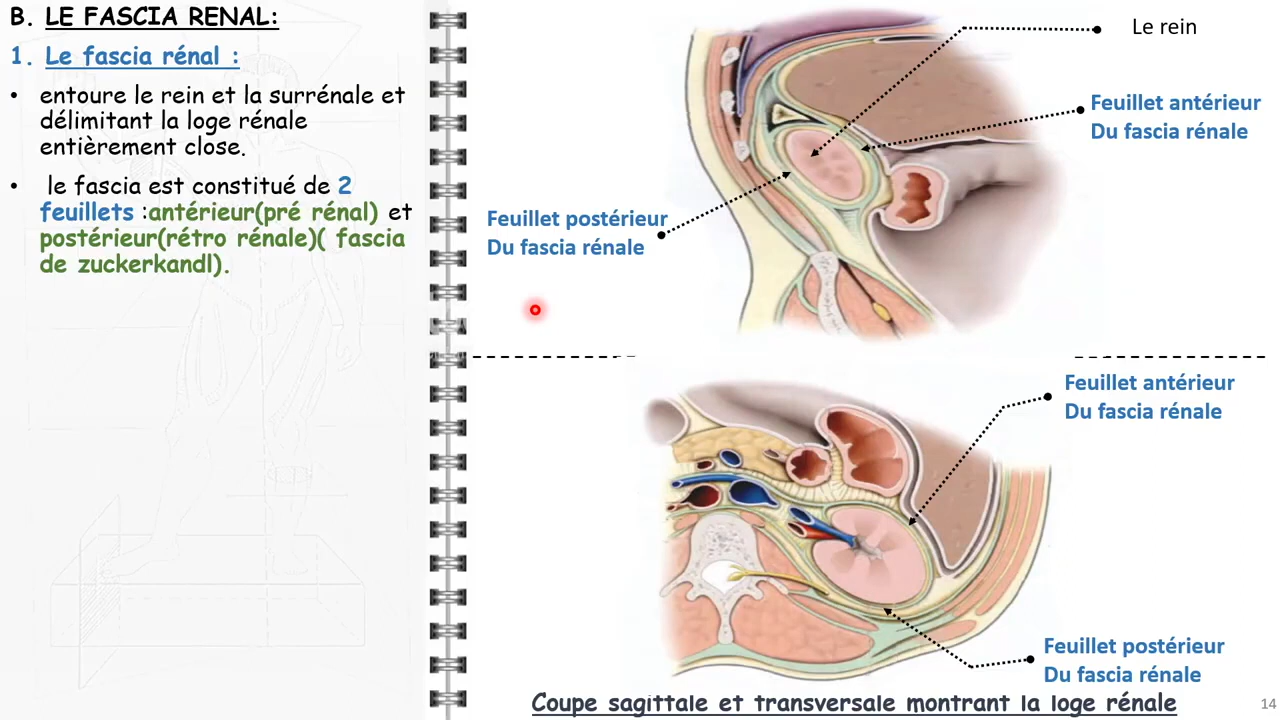 B. LE FASCIA RENAL:
1. Le fascia rénal :
• entoure le rein et la surrénale et
délimitant la loge rénale
entièrement close.
• le fascia est constitué de 2
feuillets :antérieur(pré rénal) et
postérieur(rétro rénale)( fascia
de zuckerkandl).
Le rein
Feuillet antérieur
Du fascia rénale
Feuillet postérieur
Du fascia rénale
Feuillet antérieur
Du fascia rénale
Feuillet postérieur
Du fascia rénale
Coupe sagittale et transversale montrant la loge rénale
14